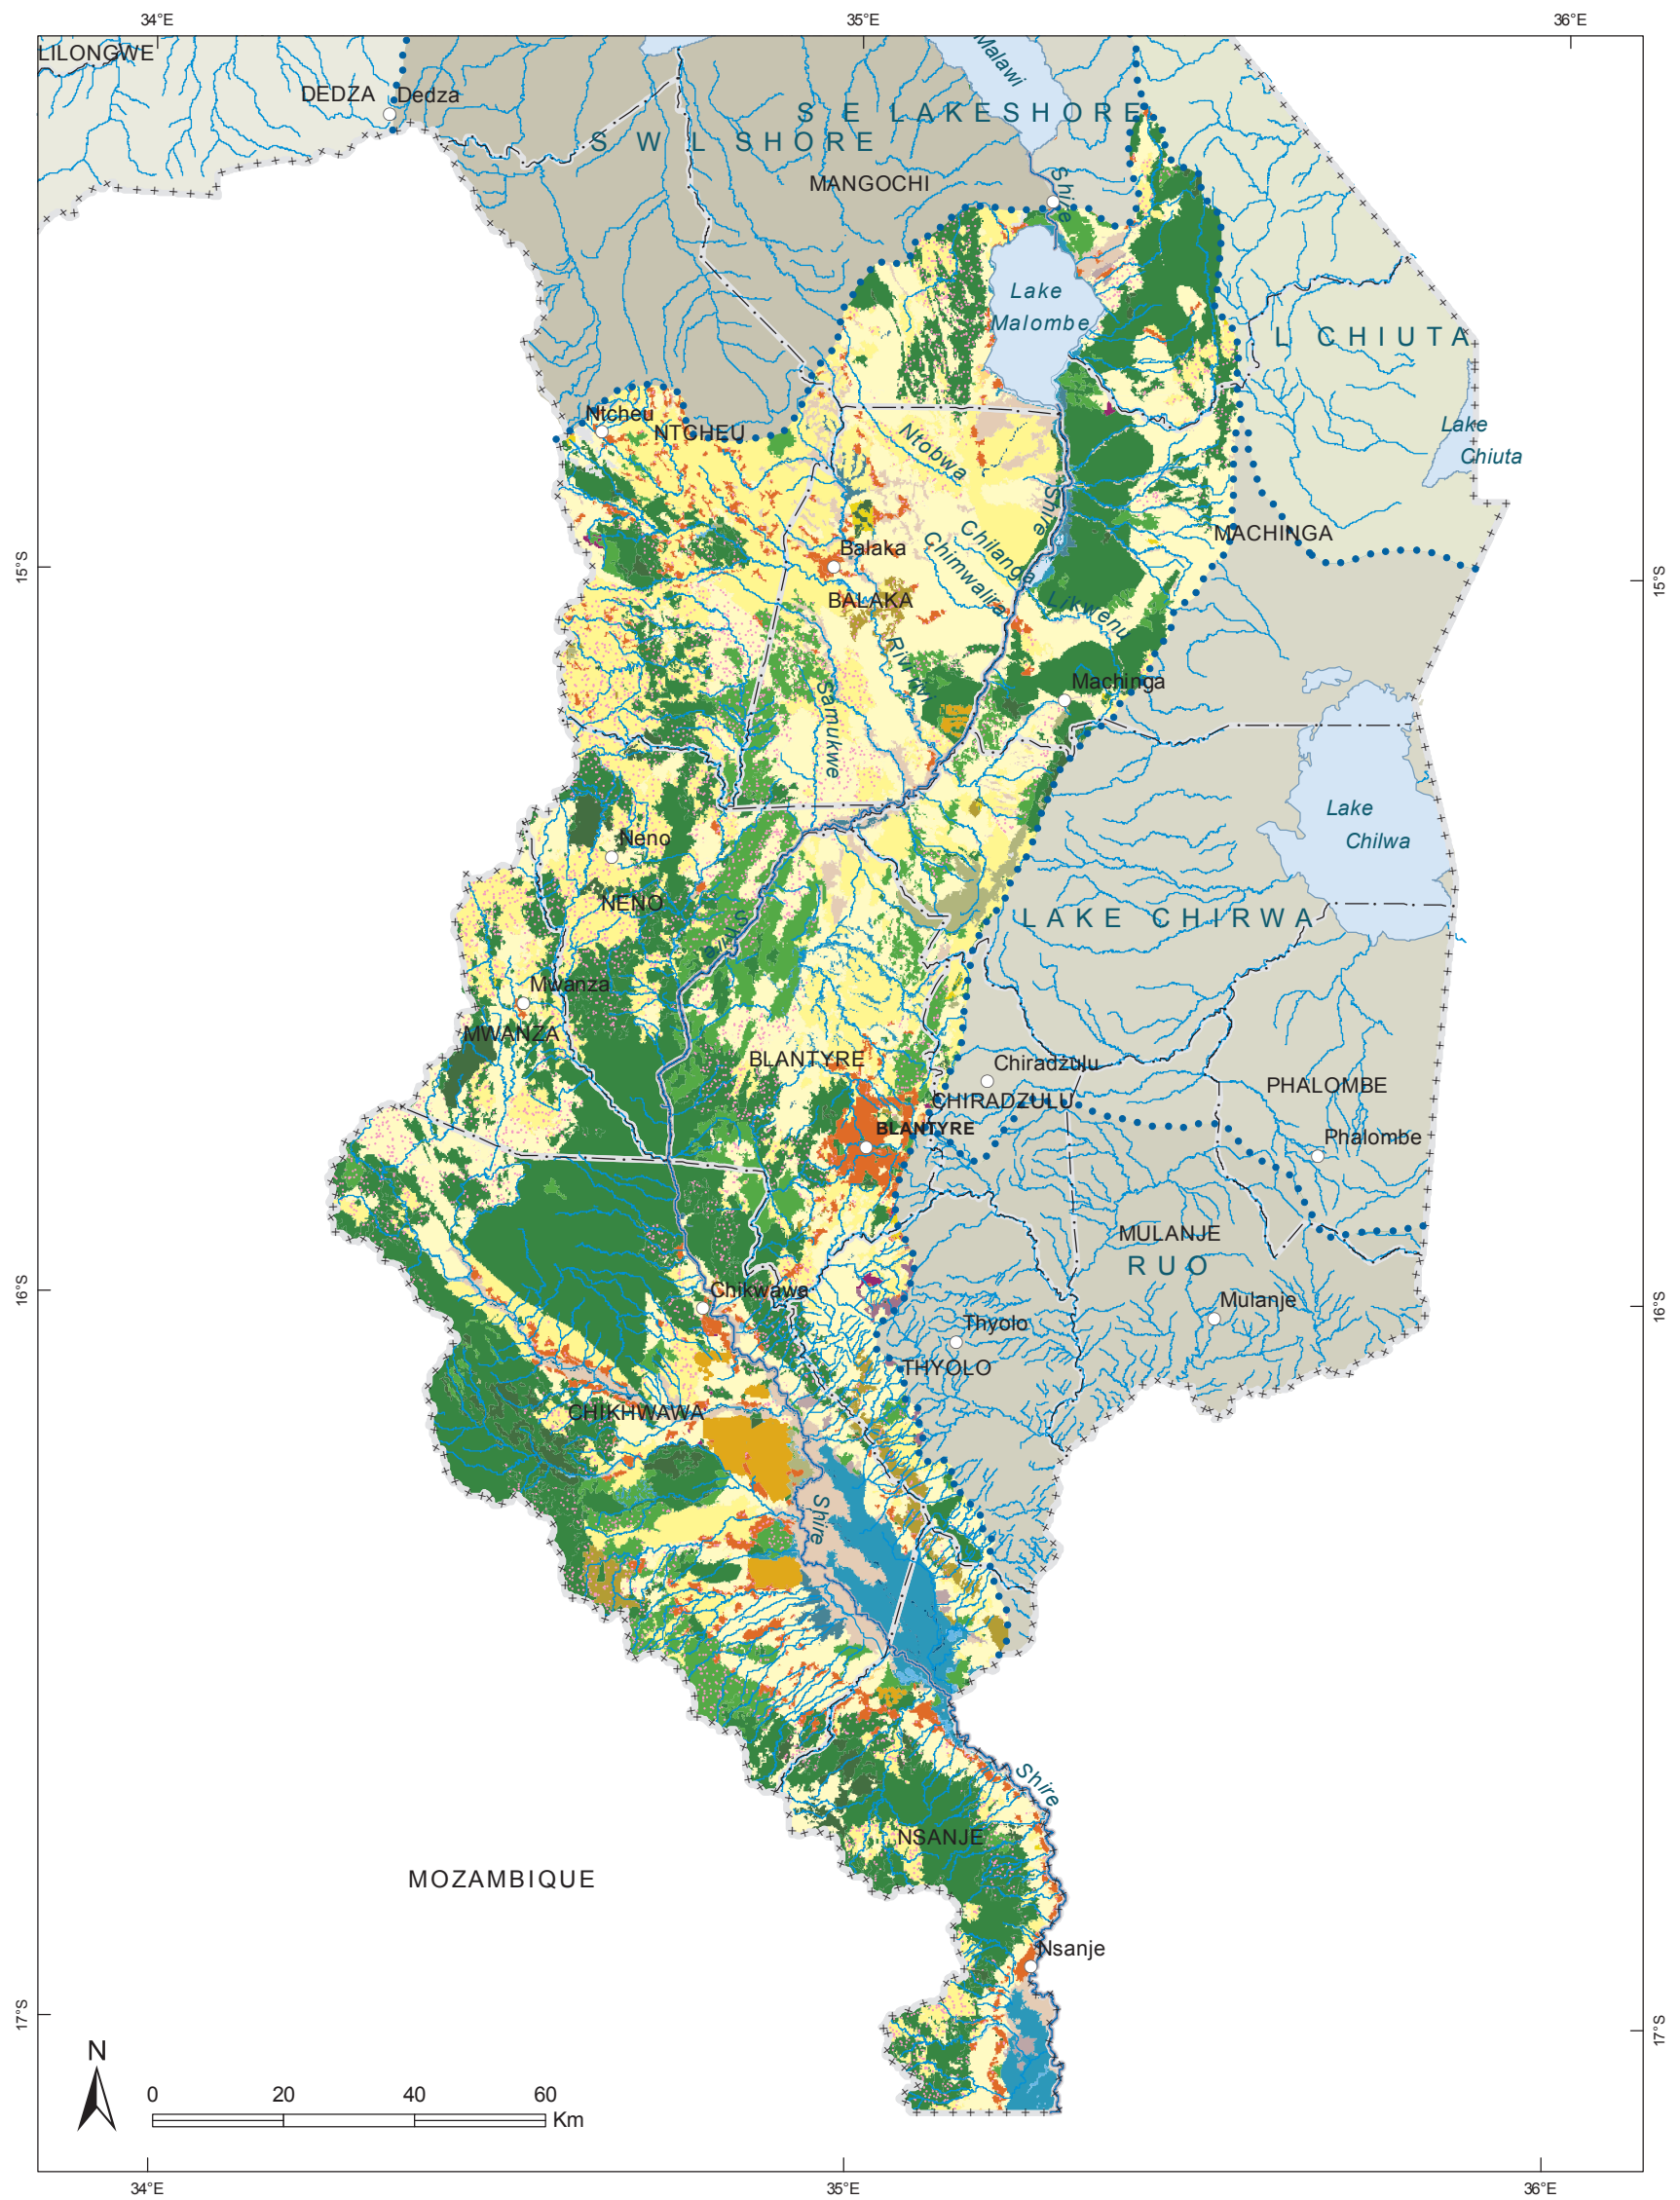 34°E
35°E
36°E
LILONGWE
DEDZA
Dedza
Malawi
S E LAKESHORE
S W L SHORE
MANGOCHI
Shire
Lake
Malombe
L CHIUTA
Ntcheu
NTCHEU
Ntobwa
Lake
Chiuta
Shire
MACHINGA
Chilanga
Chimwalira
Balaka
15°S
15°S
BALAKA
Likwenu
Rivi rivi
Machinga
Samukwe
Lake
Chilwa
Neno
NENO
Shire
LAKE CHIRWA
Mwanza
MWANZA
BLANTYRE
Chiradzulu
CHIRADZULU
PHALOMBE
BLANTYRE
Phalombe
MULANJE
RUO
16°S
16°S
Chikwawa
Mulanje
Thyolo
THYOLO
CHIKHWAWA
Shire
Shire
NSANJE
MOZAMBIQUE
Nsanje
17°S
17°S
N
0 20 40 60
Km
34°E
35°E
36°E